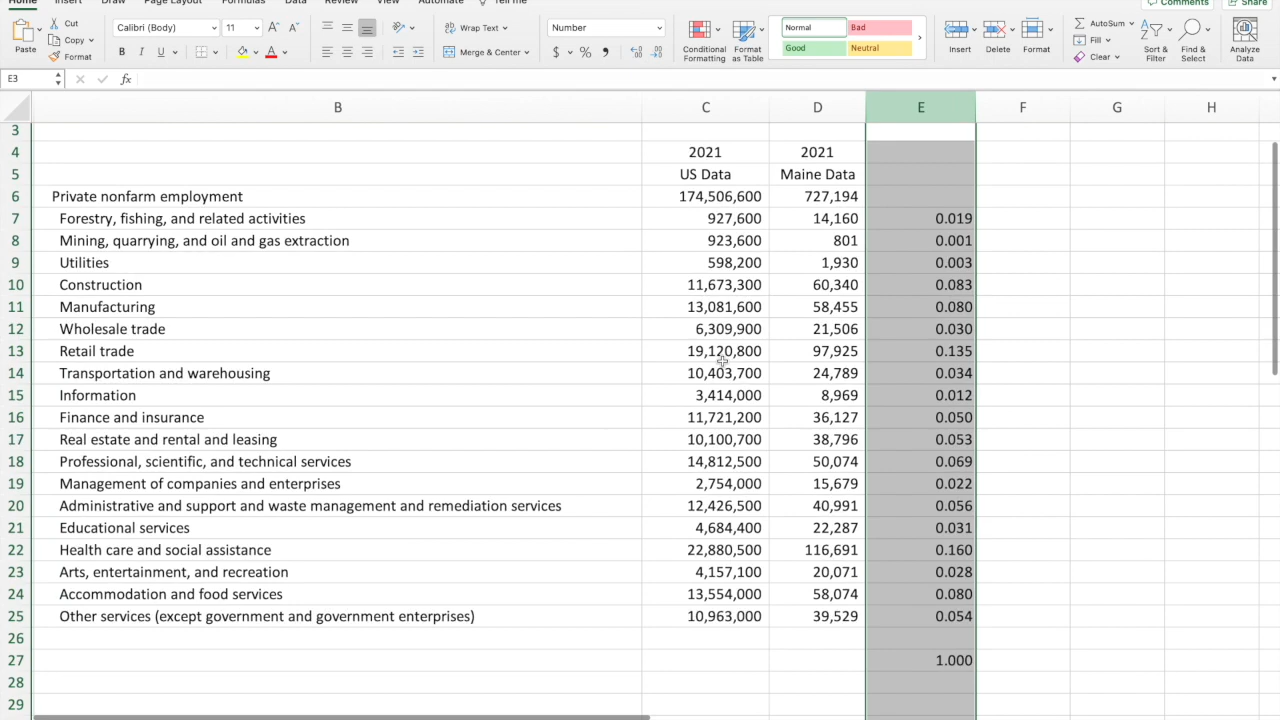 Home Insert Draw Page Layout Formulas Data Review View Automate Tell me Comments Share
Paste Cut Copy Format Calibri (Body) 11 A A B I U A Wrap Text Merge & Center Number $ % , Conditional Formatting Format as Table Normal Bad Good Neutral Insert Delete Format AutoSum Fill Clear Sort & Filter Find & Select Analyze Data
E3 fx
B C D E F G H
3
4 2021 2021
5 US Data Maine Data
6 Private nonfarm employment 174,506,600 727,194
7 Forestry, fishing, and related activities 927,600 14,160 0.019
8 Mining, quarrying, and oil and gas extraction 923,600 801 0.001
9 Utilities 598,200 1,930 0.003
10 Construction 11,673,300 60,340 0.083
11 Manufacturing 13,081,600 58,455 0.080
12 Wholesale trade 6,309,900 21,506 0.030
13 Retail trade 19,120,800 97,925 0.135
14 Transportation and warehousing 10,403,700 24,789 0.034
15 Information 3,414,000 8,969 0.012
16 Finance and insurance 11,721,200 36,127 0.050
17 Real estate and rental and leasing 10,100,700 38,796 0.053
18 Professional, scientific, and technical services 14,812,500 50,074 0.069
19 Management of companies and enterprises 2,754,000 15,679 0.022
20 Administrative and support and waste management and remediation services 12,426,500 40,991 0.056
21 Educational services 4,684,400 22,287 0.031
22 Health care and social assistance 22,880,500 116,691 0.160
23 Arts, entertainment, and recreation 4,157,100 20,071 0.028
24 Accommodation and food services 13,554,000 58,074 0.080
25 Other services (except government and government enterprises) 10,963,000 39,529 0.054
26
27 1.000
28
29